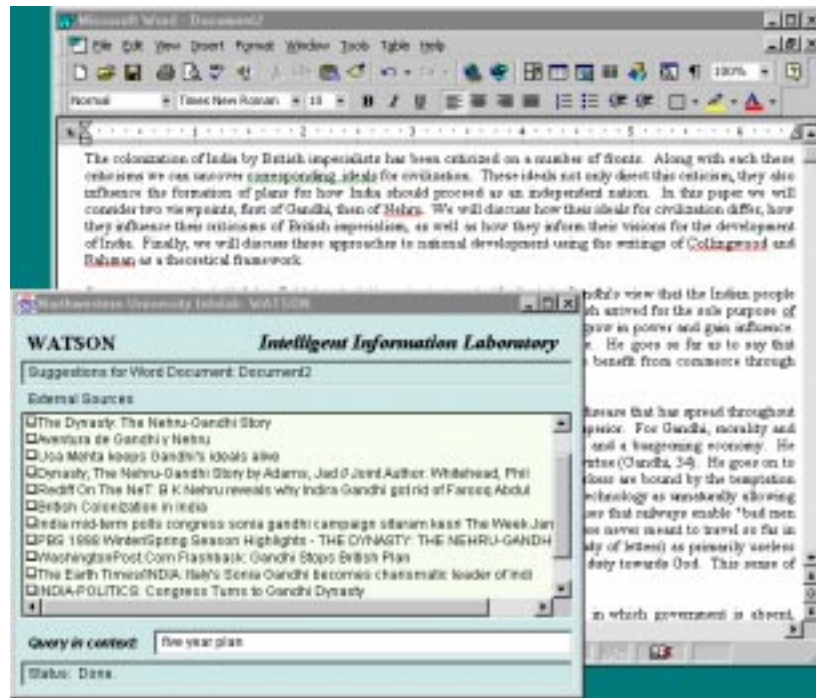 Microsoft Word - Document2
File Edit View Insert Format Window Tools Table Help
100%
Normal Times New Roman 10 B I U
1 2 3 4 5 6
The colonization of India by British imperialists has been criticized on a number of fronts. Along with each these
criticisms we can uncover corresponding ideals for civilization. These ideals not only direct this criticism, they also
influence the formation of plans for how India should proceed as an independent nation. In this paper we will
consider two viewpoints, first of Gandhi, then of Nehru. We will discuss how their ideals for civilization differ, how
they influence their criticisms of British imperialism, as well as how they inform their visions for the development
of India. Finally, we will discuss these approaches to national development using the writings of Collingwood and
Rahman as a theoretical framework.
Gandhi's view that the Indian people
arrived for the sole purpose of
grow in power and gain influence.
He goes so far as to say that
benefit from commerce through
disease that has spread throughout
For Gandhi, morality and
and a burgeoning economy. He
(Gandhi, 34). He goes on to
are bound by the temptation
technology as unnaturally allowing
that railways enable "bad men
never meant to travel so far in
of letters) as primarily useless
duty towards God. This sense of
in which government is absent,
Northwestern University Infolab: WATSON
WATSON Intelligent Information Laboratory
Suggestions for Word Document: Document2
External Sources
The Dynasty: The Nehru-Gandhi Story
Aventura de Gandhi y Nehru
Usa Mehta keeps Gandhi's ideals alive
Dynasty, The Nehru-Gandhi Story by Adams, Jad // Joint Author: Whitehead, Phil
Rediff On The NeT: B K Nehru reveals why Indira Gandhi got rid of Farooq Abdul
British Colonization in India
india mid-term polls congress sonia gandhi campaign sitaram kesri The Week Jan
PBS 1998 Winter/Spring Season Highlights - THE DYNASTY: THE NEHRU-GANDH
WashingtonPost.Com Flashback: Gandhi Stops British Plan
The Earth Times/INDIA: Italy's Sonia Gandhi becomes charismatic leader of Indi
INDIA-POLITICS: Congress Turns to Gandhi Dynasty
Query in context: five year plan
Status: Done.